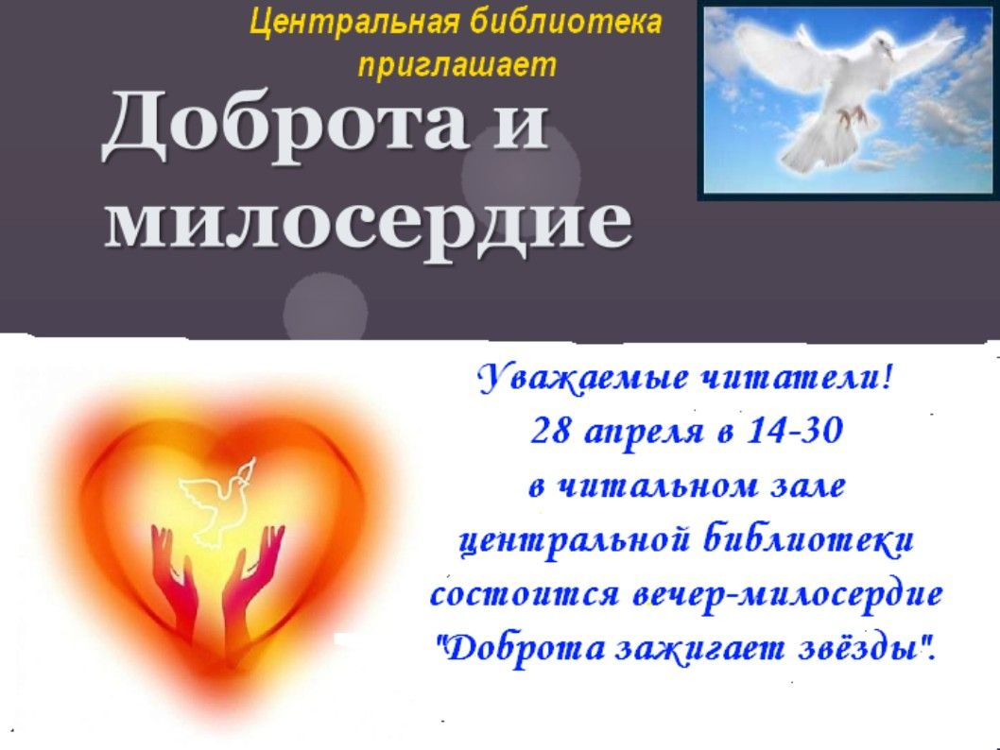 Центральная библиотека
приглашает
Доброта и
милосердие
Уважаемые читатели!
28 апреля в 14-30
в читальном зале
центральной библиотеки
состоится вечер-милосердие
"Доброта зажигает звёзды".